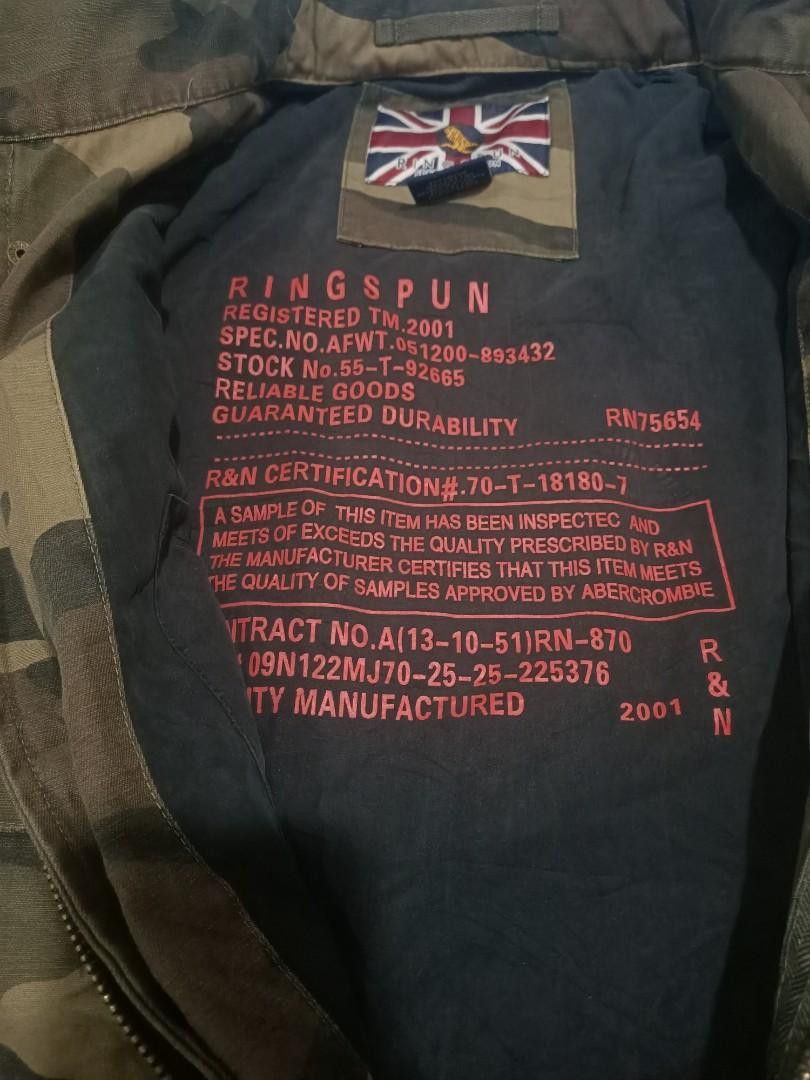 RINGSPUN
RINGSPUN
REGISTERED TM.2001
SPEC.NO.AFWT.051200-893432
STOCK No.55-T-92665
RELIABLE GOODS
GUARANTEED DURABILITY RN75654
R&N CERTIFICATION#.70-T-18180-7
A SAMPLE OF THIS ITEM HAS BEEN INSPECTEC AND
MEETS OF EXCEEDS THE QUALITY PRESCRIBED BY R&N
THE MANUFACTURER CERTIFIES THAT THIS ITEM MEETS
THE QUALITY OF SAMPLES APPROVED BY ABERCROMBIE
NTRACT NO.A(13-10-51)RN-870
09N122MJ70-25-25-225376
ITY MANUFACTURED 2001
R
&
N